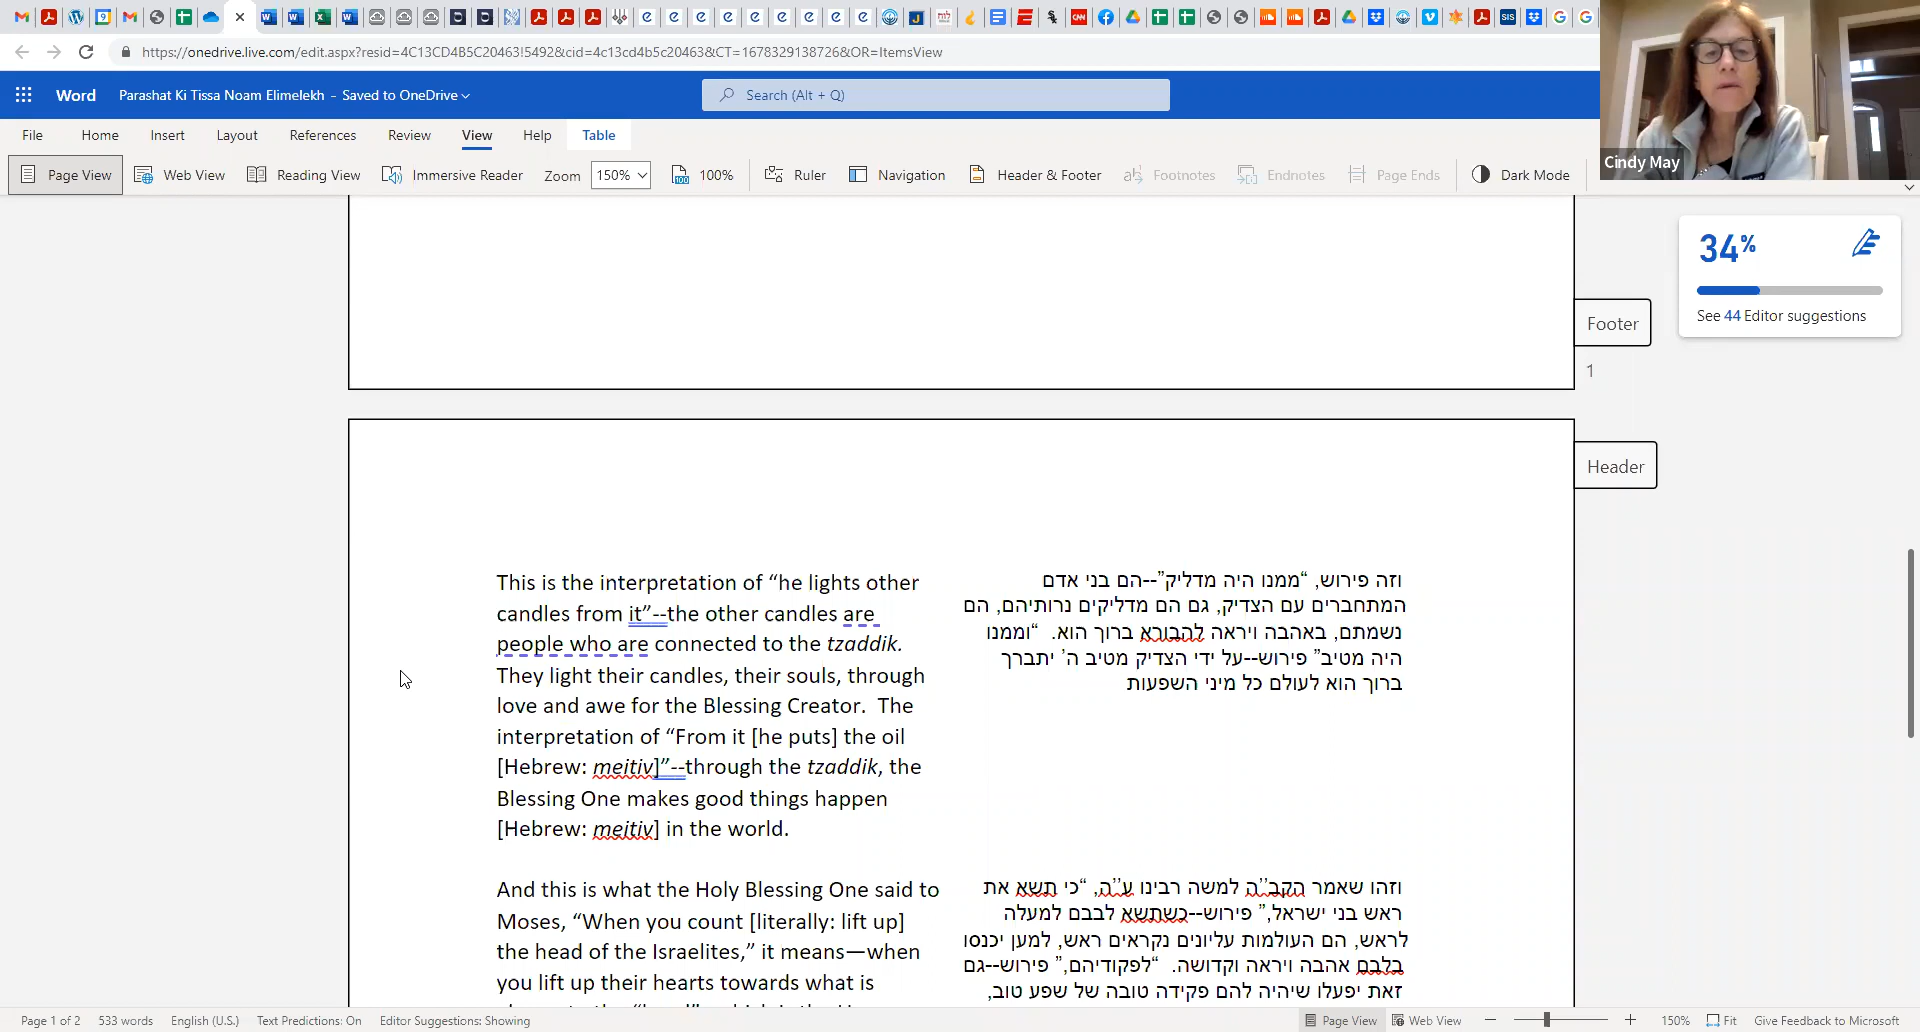 https://onedrive.live.com/edit.aspx?resid=4C13CD4B5C20463!5492&cid=4c13cd4b5c20463&CT=1678329138726&OR=ItemsView
Word Parashat Ki Tissa Noam Elimelekh - Saved to OneDrive
Search (Alt + Q)
File Home Insert Layout References Review View Help Table
Page View Web View Reading View Immersive Reader Zoom 150% 100% Ruler Navigation Header & Footer Footnotes Endnotes Page Ends Dark Mode
Cindy May
34%
See 44 Editor suggestions
Footer
1
Header
This is the interpretation of “he lights other
candles from it”--the other candles are
people who are connected to the tzaddik.
They light their candles, their souls, through
love and awe for the Blessing Creator. The
interpretation of “From it [he puts] the oil
[Hebrew: meitiv]”--through the tzaddik, the
Blessing One makes good things happen
[Hebrew: meitiv] in the world.
וזה פירוש, “ממנו היה מדליק”--הם בני אדם
המתחברים עם הצדיק, גם הם מדליקים נרותיהם, הם
נשמתם, באהבה ויראה להבורא ברוך הוא. “וממנו
היה מטיב” פירוש--על ידי הצדיק מטיב ה' יתברך
ברוך הוא לעולם כל מיני השפעות
And this is what the Holy Blessing One said to
Moses, “When you count [literally: lift up]
the head of the Israelites,” it means—when
you lift up their hearts towards what is
וזהו שאמר הקב''ה למשה רבינו ע''ה, “כי תשא את
ראש בני ישראל,” פירוש--כשתשא לבבם למעלה
לראש, הם העולמות עליונים נקראים ראש, למען יכנסו
בלבם אהבה ויראה וקדושה. “לפקודיהם,” פירוש--גם
זאת יפעלו שיהיה להם פקידה טובה של שפע טוב,
Page 1 of 2 533 words English (U.S.) Text Predictions: On Editor Suggestions: Showing
Page View Web View 150% Fit Give Feedback to Microsoft